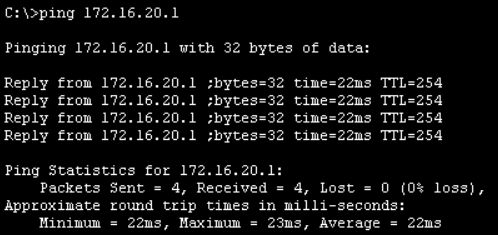 C:\>ping 172.16.20.1
Pinging 172.16.20.1 with 32 bytes of data:
Reply from 172.16.20.1 ;bytes=32 time=22ms TTL=254
Reply from 172.16.20.1 ;bytes=32 time=22ms TTL=254
Reply from 172.16.20.1 ;bytes=32 time=22ms TTL=254
Reply from 172.16.20.1 ;bytes=32 time=22ms TTL=254
Ping Statistics for 172.16.20.1:
Packets Sent = 4, Received = 4, Lost = 0 (0% loss),
Approximate round trip times in milli-seconds:
Minimum = 22ms, Maximum = 23ms, Average = 22ms